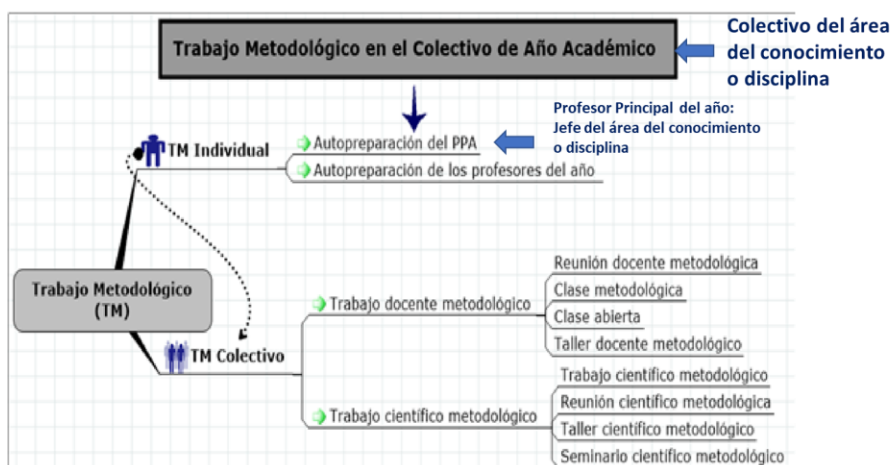 Trabajo Metodológico en el Colectivo de Año Académico
Colectivo del área
del conocimiento
o disciplina
Profesor Principal del año:
Jefe del área del conocimiento
o disciplina
TM Individual
Autopreparación del PPA
Autopreparación de los profesores del año
Trabajo Metodológico
(TM)
TM Colectivo
Trabajo docente metodológico
Reunión docente metodológica
Clase metodológica
Clase abierta
Taller docente metodológico
Trabajo científico metodológico
Trabajo científico metodológico
Reunión científico metodológica
Taller científico metodológico
Seminario científico metodológico